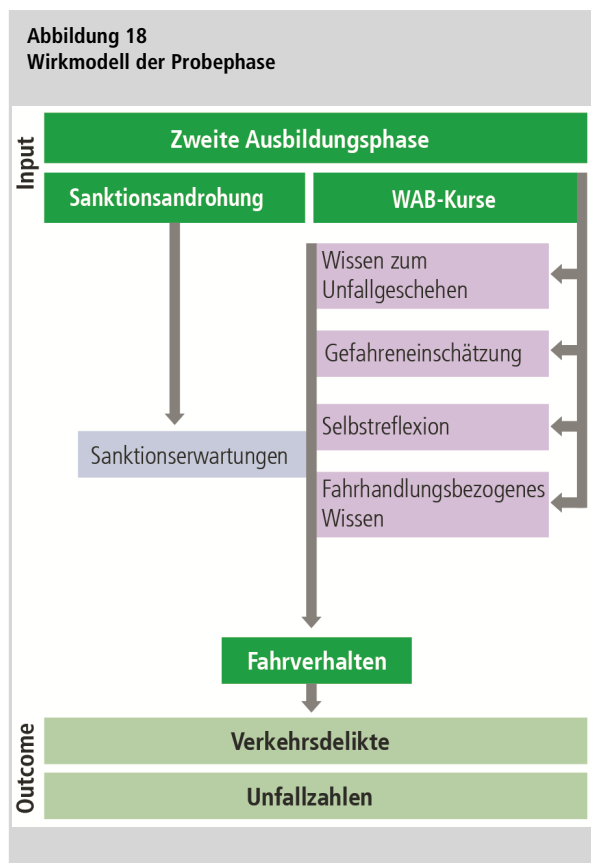 Abbildung 18
Wirkmodell der Probephase
Input
Zweite Ausbildungsphase
Sanktionsandrohung
WAB-Kurse
Wissen zum
Unfallgeschehen
Gefahreneinschätzung
Selbstreflexion
Sanktionserwartungen
Fahrhandlungsbezogenes
Wissen
Fahrverhalten
Outcome
Verkehrsdelikte
Unfallzahlen